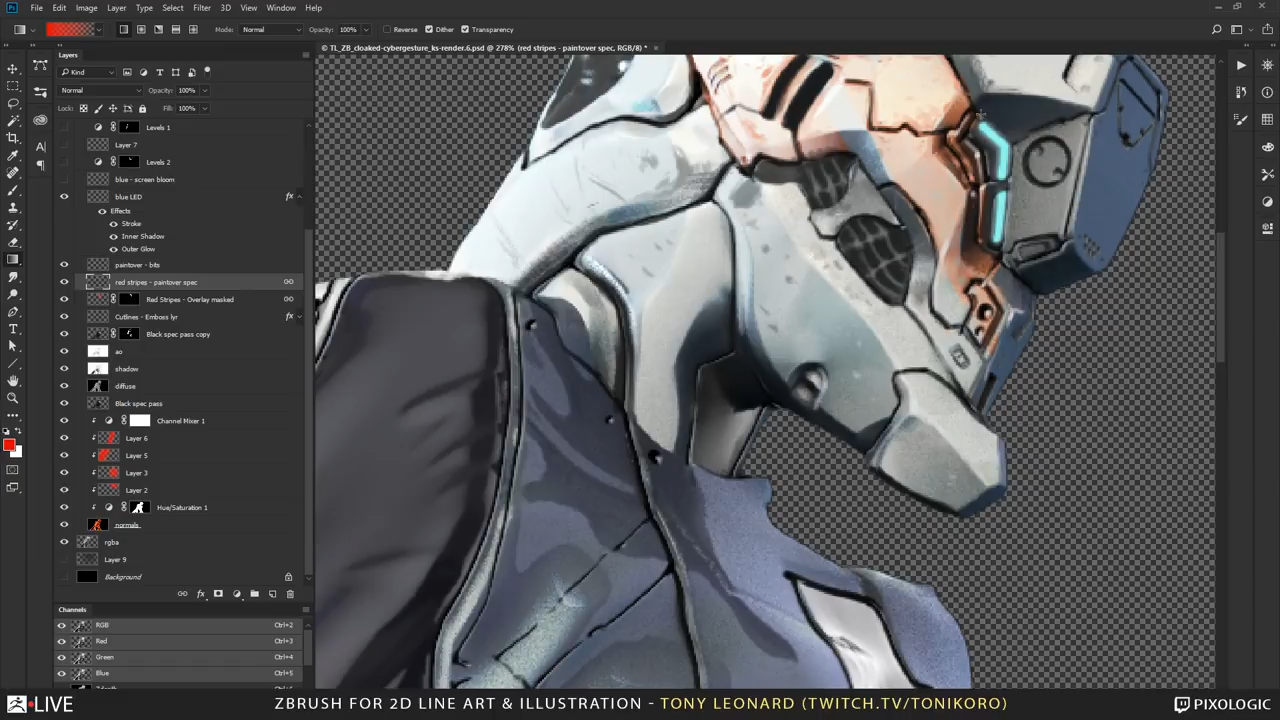 File Edit Image Layer Type Select Filter 3D View Window Help
Mode: Normal Opacity: 100% Reverse Dither Transparency
© TL_ZB_cloaked-cybergesture_ks-render.6.psd @ 278% (red stripes - paintover spec, RGB/8) *
Layers
Kind
Normal Opacity: 100%
Lock: Fill: 100%
Levels 1
Layer 7
Levels 2
blue - screen bloom
blue LED fx
Effects
Stroke
Inner Shadow
Outer Glow
paintover - bits
red stripes - paintover spec
Red Stripes - Overlay masked
Cutlines - Emboss lyr fx
Black spec pass copy
ao
shadow
diffuse
Black spec pass
Channel Mixer 1
Layer 6
Layer 5
Layer 3
Layer 2
Hue/Saturation 1
normals
rgba
Layer 9
Background
Channels
RGB Ctrl+2
Red Ctrl+3
Green Ctrl+4
Blue Ctrl+5
LIVE ZBRUSH FOR 2D LINE ART & ILLUSTRATION - TONY LEONARD (TWITCH.TV/TONIKORO) PIXOLOGIC